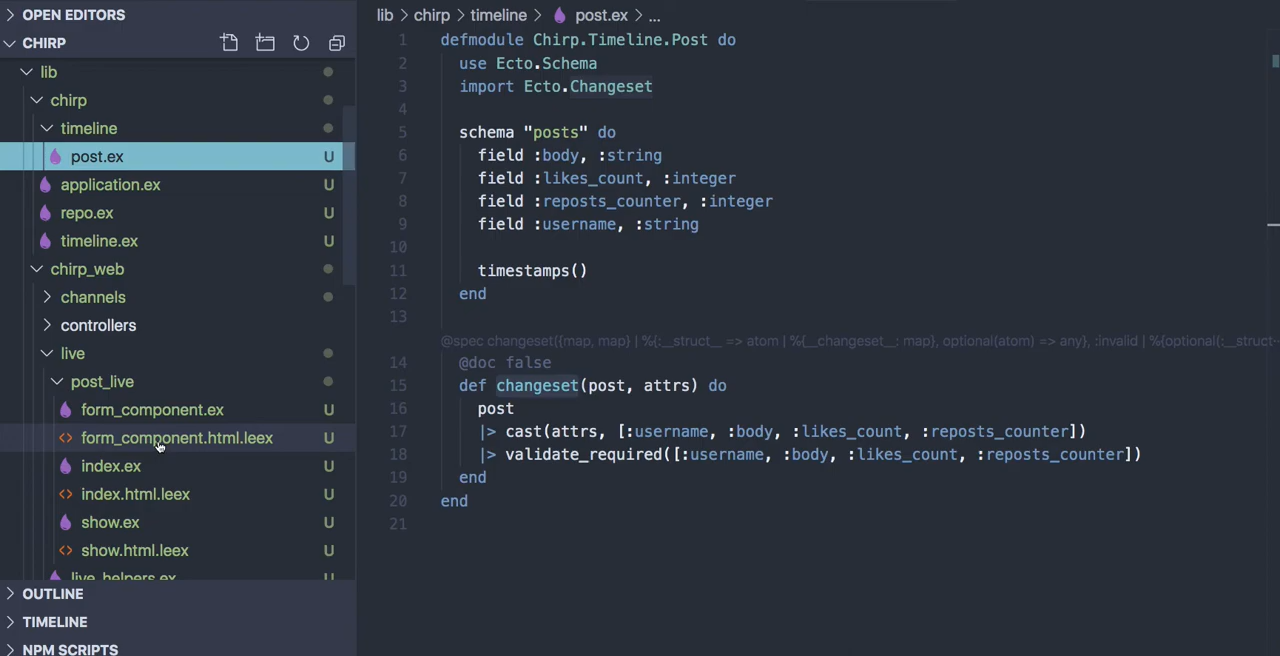 OPEN EDITORS
CHIRP
lib
chirp
timeline
post.ex U
application.ex U
repo.ex U
timeline.ex U
chirp_web
channels
controllers
live
post_live
form_component.ex U
form_component.html.leex U
index.ex U
index.html.leex U
show.ex U
show.html.leex U
live_helpers.ex U
OUTLINE
TIMELINE
NPM SCRIPTS
lib > chirp > timeline > post.ex > ...
1 defmodule Chirp.Timeline.Post do
2 use Ecto.Schema
3 import Ecto.Changeset
4
5 schema "posts" do
6 field :body, :string
7 field :likes_count, :integer
8 field :reposts_counter, :integer
9 field :username, :string
10
11 timestamps()
12 end
13
@spec changeset({map, map} | %{:__struct__ => atom | %{__changeset__: map}, optional(atom) => any}, :invalid | %{optional(:__struct
14 @doc false
15 def changeset(post, attrs) do
16 post
17 |> cast(attrs, [:username, :body, :likes_count, :reposts_counter])
18 |> validate_required([:username, :body, :likes_count, :reposts_counter])
19 end
20 end
21